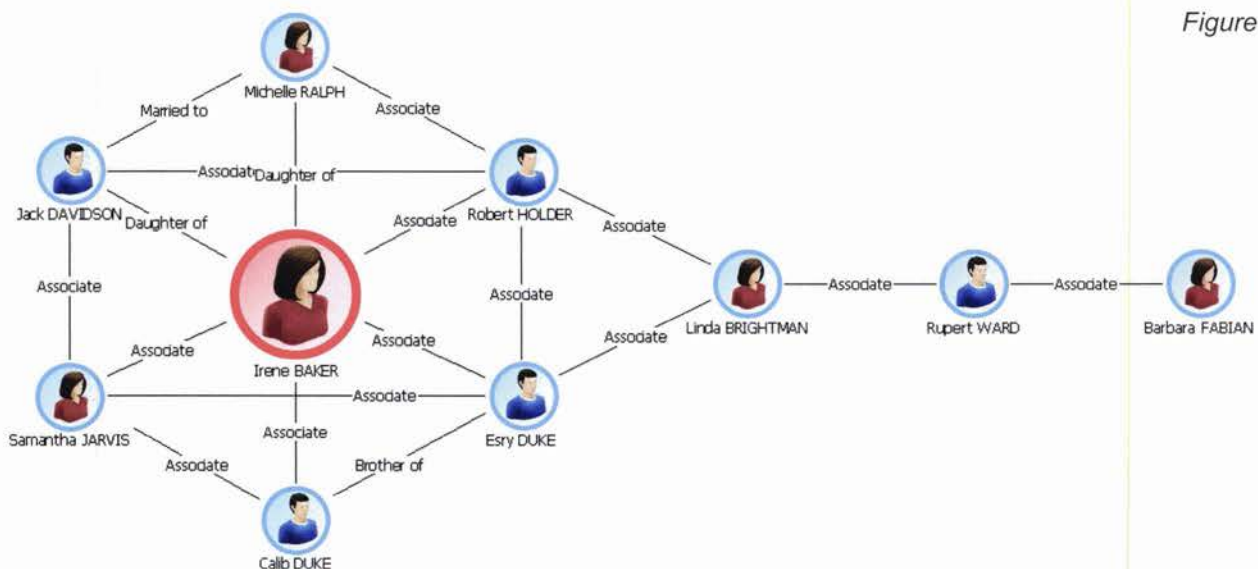 Figure
Michelle RALPH
Married to
Associate
Associat
Daughter of
Jack DAVIDSON
Robert HOLDER
Daughter of
Associate
Associate
Associate
Associate
Associate
Associate
Linda BRIGHTMAN
Rupert WARD
Barbara FABIAN
Associate
Associate
Associate
Associate
Irene BAKER
Associate
Samantha JARVIS
Esry DUKE
Associate
Associate
Brother of
Calib DUKE